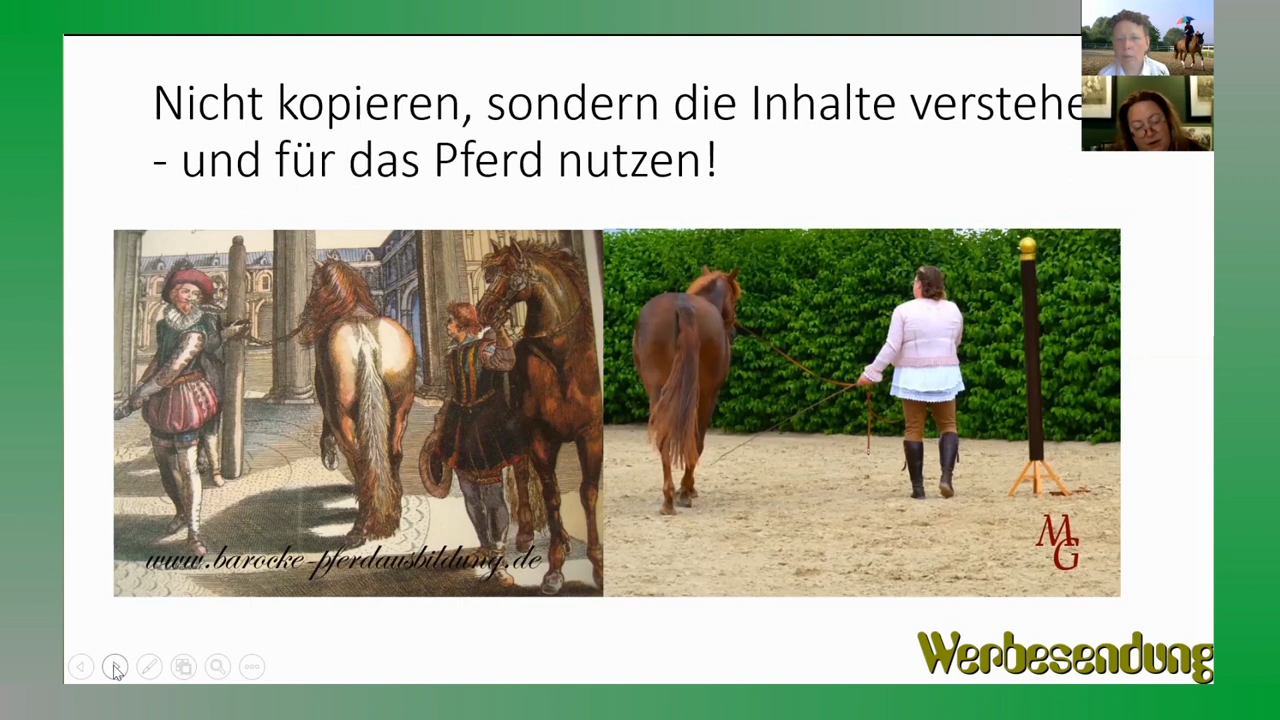 Nicht kopieren, sondern die Inhalte verstehe
- und für das Pferd nutzen!
www.barocke-pferdausbildung.de
MG
Werbesendung